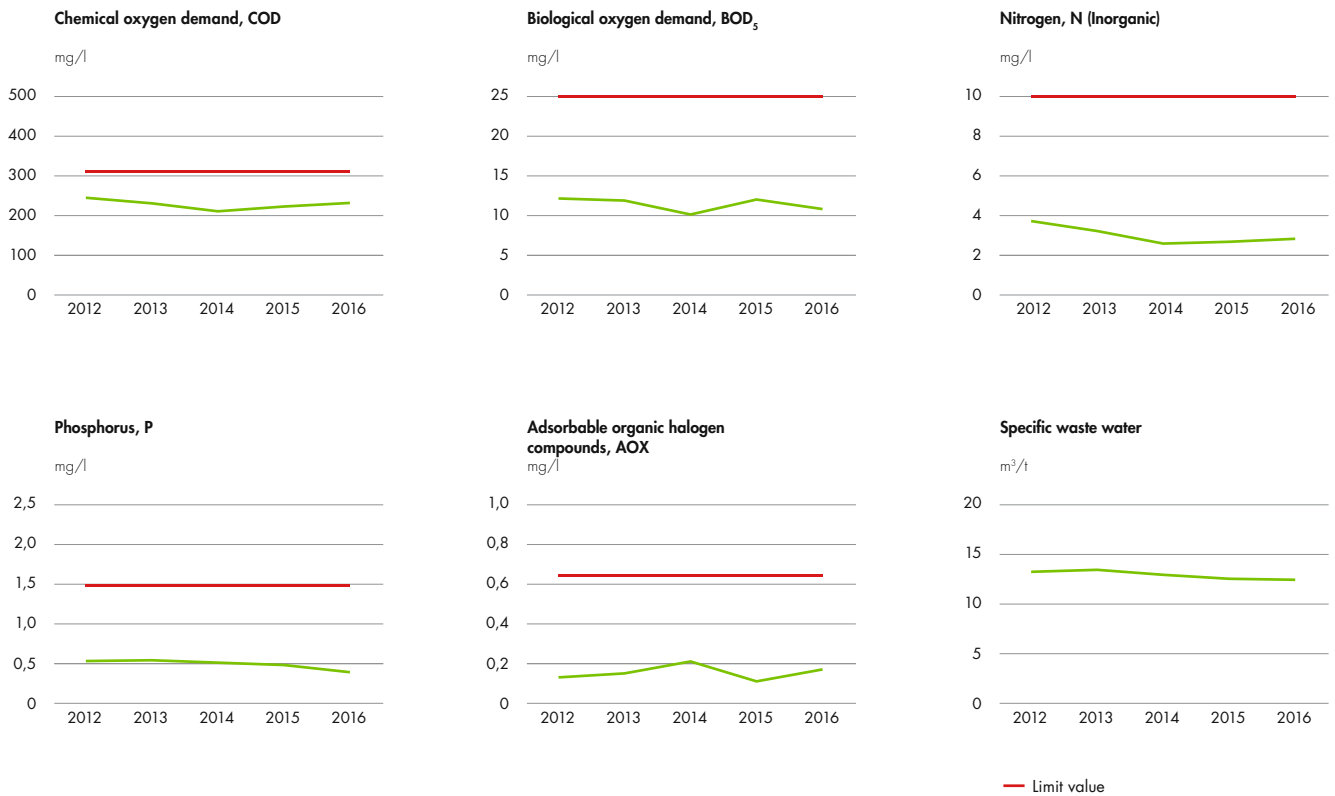 Chemical oxygen demand, COD
mg/l
500
400
300
200
100
0
2012 2013 2014 2015 2016
Biological oxygen demand, BOD5
mg/l
25
20
15
10
5
0
2012 2013 2014 2015 2016
Nitrogen, N (Inorganic)
mg/l
10
8
6
4
2
0
2012 2013 2014 2015 2016
Phosphorus, P
mg/l
2,5
2,0
1,5
1,0
0,5
0
2012 2013 2014 2015 2016
Adsorbable organic halogen
compounds, AOX
mg/l
1,0
0,8
0,6
0,4
0,2
0
2012 2013 2014 2015 2016
Specific waste water
m³/t
20
15
10
5
0
2012 2013 2014 2015 2016
Limit value